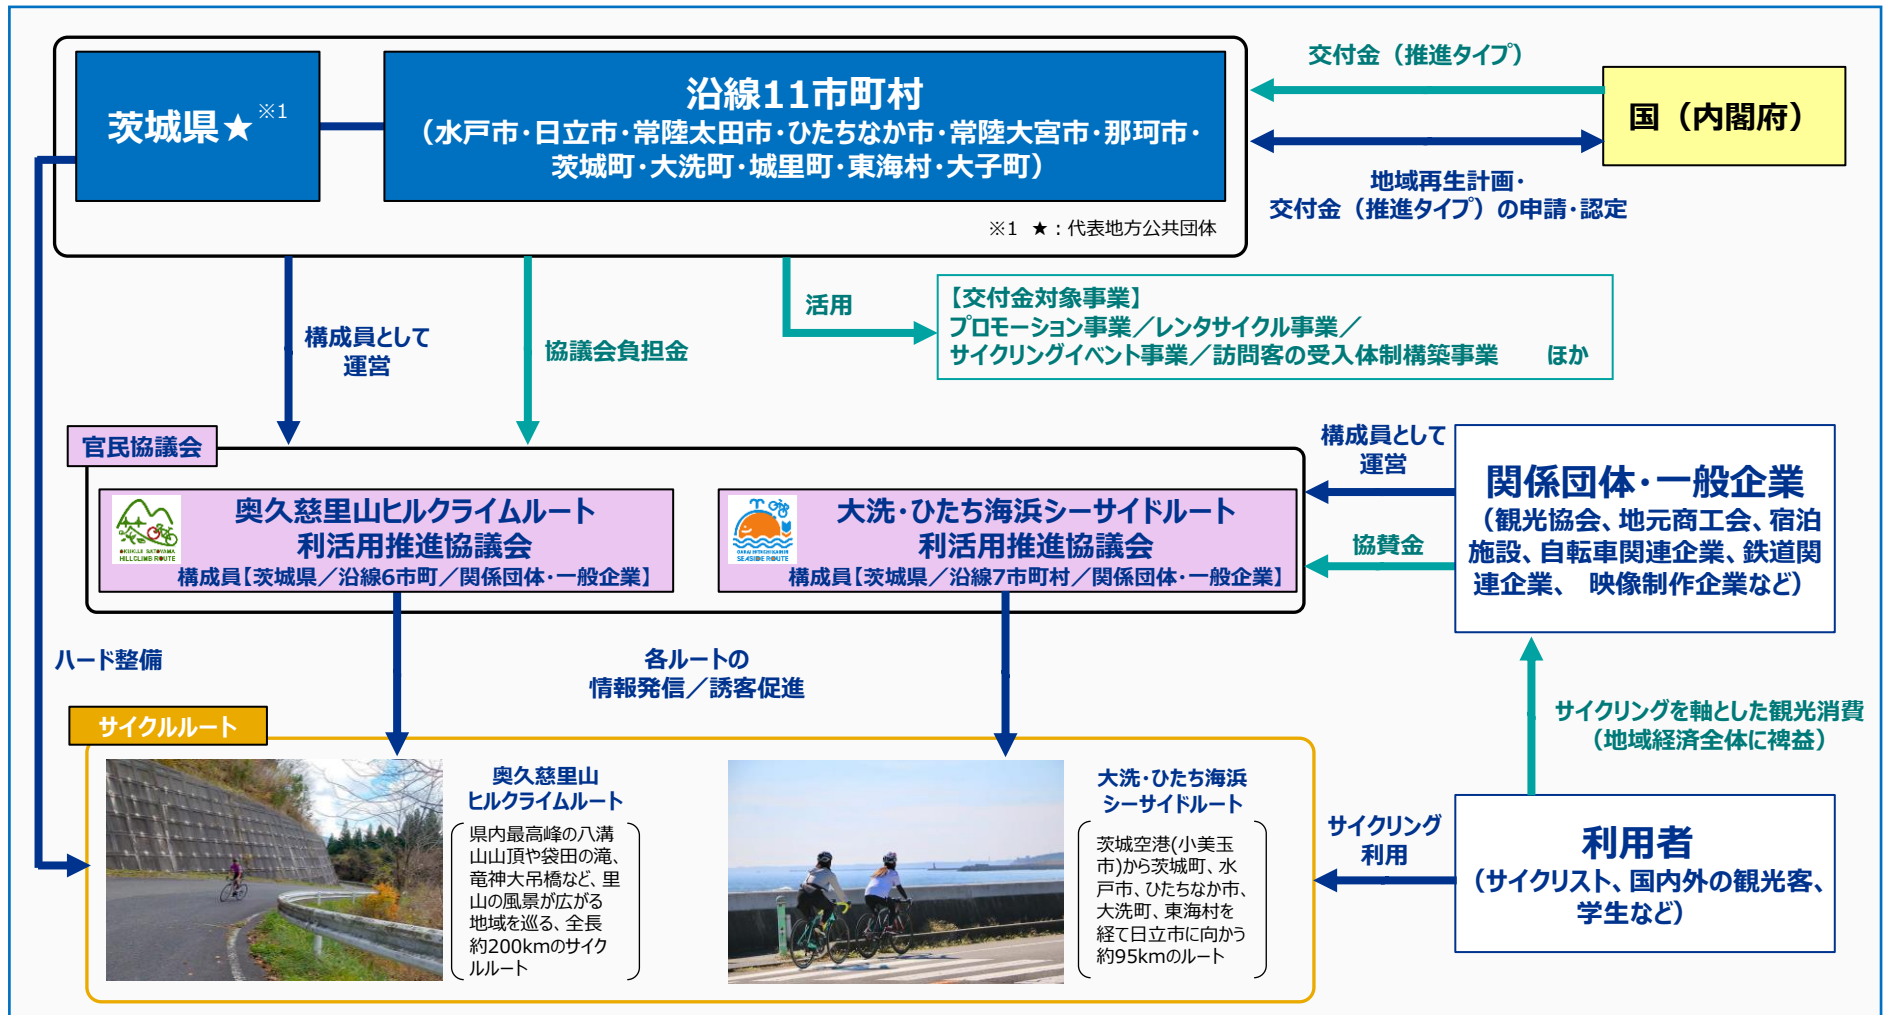 茨城県★※1
沿線11市町村
（水戸市・日立市・常陸太田市・ひたちなか市・常陸大宮市・那珂市・
茨城町・大洗町・城里町・東海村・大子町）
※1 ★：代表地方公共団体
交付金（推進タイプ）
国（内閣府）
地域再生計画・
交付金（推進タイプ）の申請・認定
構成員として
運営
協議会負担金
活用
【交付金対象事業】
プロモーション事業／レンタサイクル事業／
サイクリングイベント事業／訪問客の受入体制構築事業　ほか
官民協議会
奥久慈里山ヒルクライムルート
利活用推進協議会
構成員【茨城県／沿線6市町／関係団体・一般企業】
OKUKUJI SATOYAMA
HILLCLIMB ROUTE
大洗・ひたち海浜シーサイドルート
利活用推進協議会
構成員【茨城県／沿線7市町村／関係団体・一般企業】
SEASIDE ROUTE
構成員として
運営
協賛金
関係団体・一般企業
（観光協会、地元商工会、宿泊
施設、自転車関連企業、鉄道関
連企業、 映像制作企業など）
ハード整備
各ルートの
情報発信／誘客促進
サイクリングを軸とした観光消費
（地域経済全体に裨益）
サイクルルート
奥久慈里山
ヒルクライムルート
県内最高峰の八溝
山山頂や袋田の滝、
竜神大吊橋など、里
山の風景が広がる
地域を巡る、全長
約200kmのサイク
ルルート
大洗・ひたち海浜
シーサイドルート
茨城空港(小美玉
市)から茨城町、水
戸市、ひたちなか市、
大洗町、東海村を
経て日立市に向かう
約95kmのルート
サイクリング
利用
利用者
（サイクリスト、国内外の観光客、
学生など）